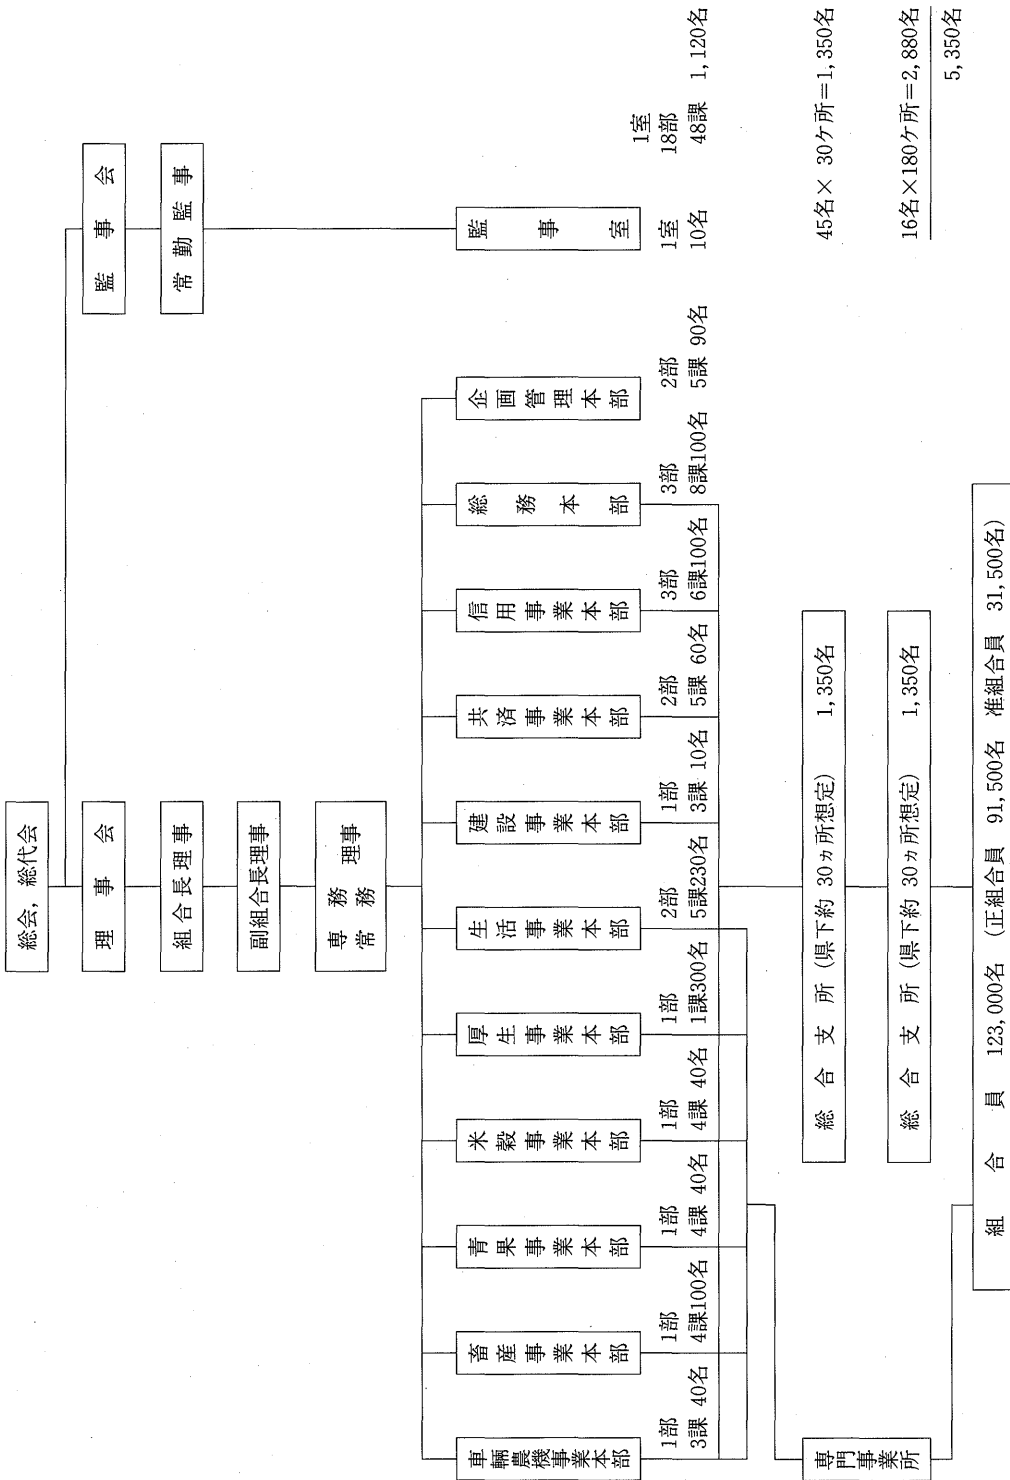 総会，総代会
理事会
組合長理事
副組合長理事
専務
常務
理事
監事会
常勤監事
車輛農機事業本部
1部
3課 40名
畜産事業本部
1部
4課100名
青果事業本部
1部
4課 40名
米穀事業本部
1部
4課 40名
厚生事業本部
1部
1課300名
生活事業本部
2部
5課230名
建設事業本部
1部
3課 10名
共済事業本部
2部
5課 60名
信用事業本部
3部
6課100名
総務本部
3部
8課100名
企画管理本部
2部
5課 90名
監事室
1室
10名
1室
18部
48課 1,120名
専門事業所
総合支所（県下約 30ヵ所想定） 1,350名
45名× 30ケ所＝1,350名
総合支所（県下約 30ヵ所想定） 1,350名
16名×180ケ所＝2,880名
5,350名
組合員 123,000名（正組合員 91,500名 准組合員 31,500名）